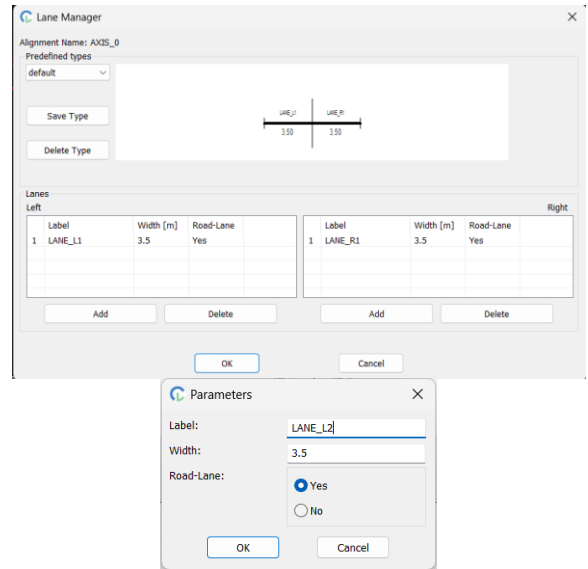 Lane Manager
Alignment Name: AXIS_0
Predefined types
default
Save Type
Delete Type
LANE_L1 LANE_R1
3.50 3.50
Lanes
Left Right
Label Width [m] Road-Lane Label Width [m] Road-Lane
1 LANE_L1 3.5 Yes 1 LANE_R1 3.5 Yes
Add Delete Add Delete
OK Cancel
Parameters
Label: LANE_L2
Width: 3.5
Road-Lane: Yes
No
OK Cancel